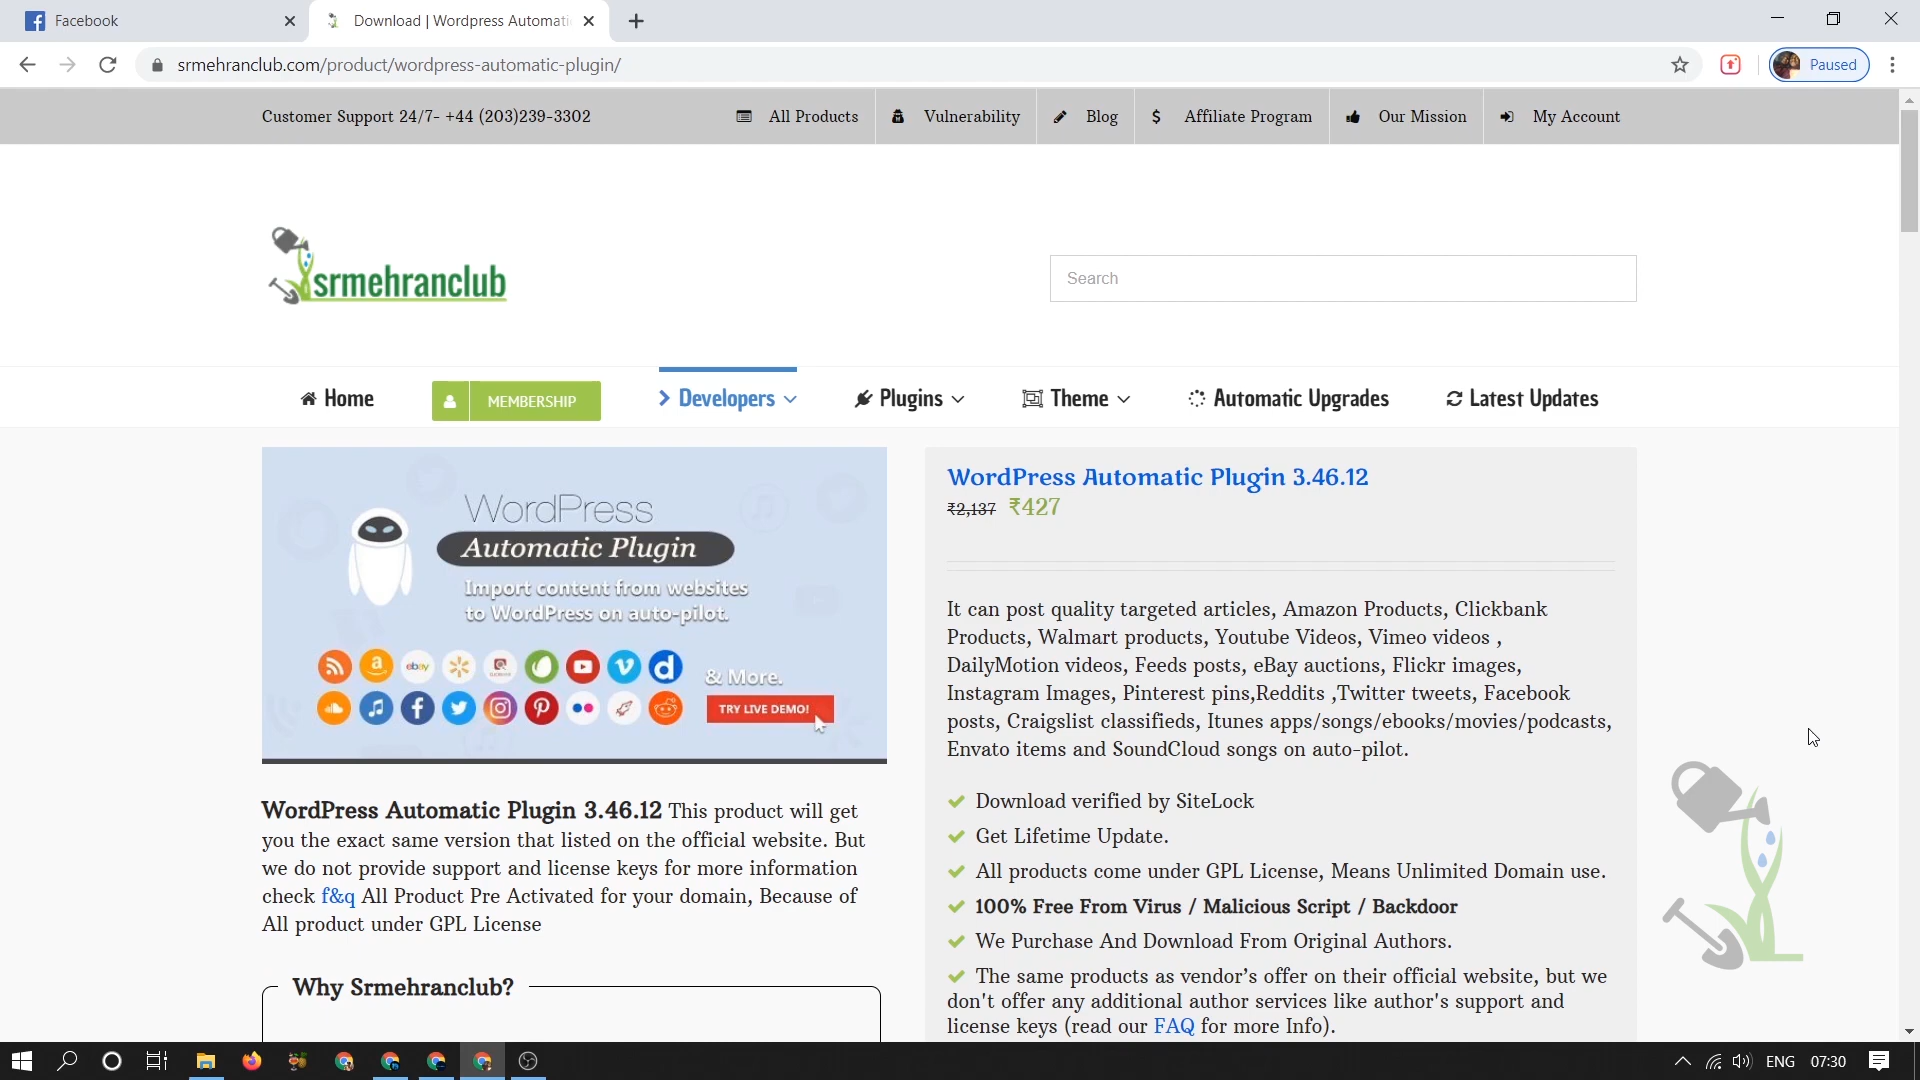 Facebook
Download | Wordpress Automati
srmehranclub.com/product/wordpress-automatic-plugin/
Paused
Customer Support 24/7- +44 (203)239-3302
All Products
Vulnerability
Blog
Affiliate Program
Our Mission
My Account
srmehranclub
Search
Home
MEMBERSHIP
Developers
Plugins
Theme
Automatic Upgrades
Latest Updates
WordPress
Automatic Plugin
Import content from websites
to WordPress on auto-pilot.
ebay
& More.
TRY LIVE DEMO!
WordPress Automatic Plugin 3.46.12
₹2,137 ₹427
It can post quality targeted articles, Amazon Products, Clickbank
Products, Walmart products, Youtube Videos, Vimeo videos ,
DailyMotion videos, Feeds posts, eBay auctions, Flickr images,
Instagram Images, Pinterest pins,Reddits ,Twitter tweets, Facebook
posts, Craigslist classifieds, Itunes apps/songs/ebooks/movies/podcasts,
Envato items and SoundCloud songs on auto-pilot.
Download verified by SiteLock
Get Lifetime Update.
All products come under GPL License, Means Unlimited Domain use.
100% Free From Virus / Malicious Script / Backdoor
We Purchase And Download From Original Authors.
The same products as vendor’s offer on their official website, but we
don't offer any additional author services like author's support and
license keys (read our FAQ for more Info).
WordPress Automatic Plugin 3.46.12 This product will get
you the exact same version that listed on the official website. But
we do not provide support and license keys for more information
check f&q All Product Pre Activated for your domain, Because of
All product under GPL License
Why Srmehranclub?
ENG
07:30